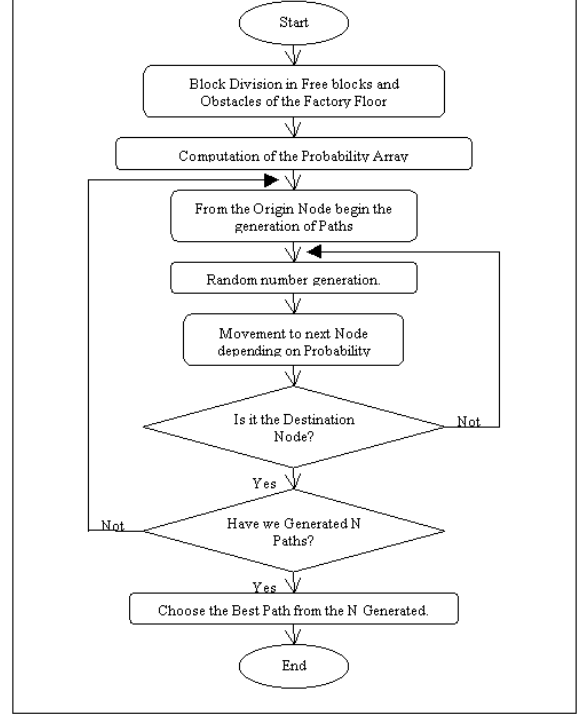 Start
Block Division in Free blocks and
Obstacles of the Factory Floor
Computation of the Probability Array
From the Origin Node begin the
generation of Paths
Random number generation.
Movement to next Node
depending on Probability
Is it the Destination
Node?
Not
Yes
Have we Generated N
Paths?
Not
Yes
Choose the Best Path from the N Generated.
End